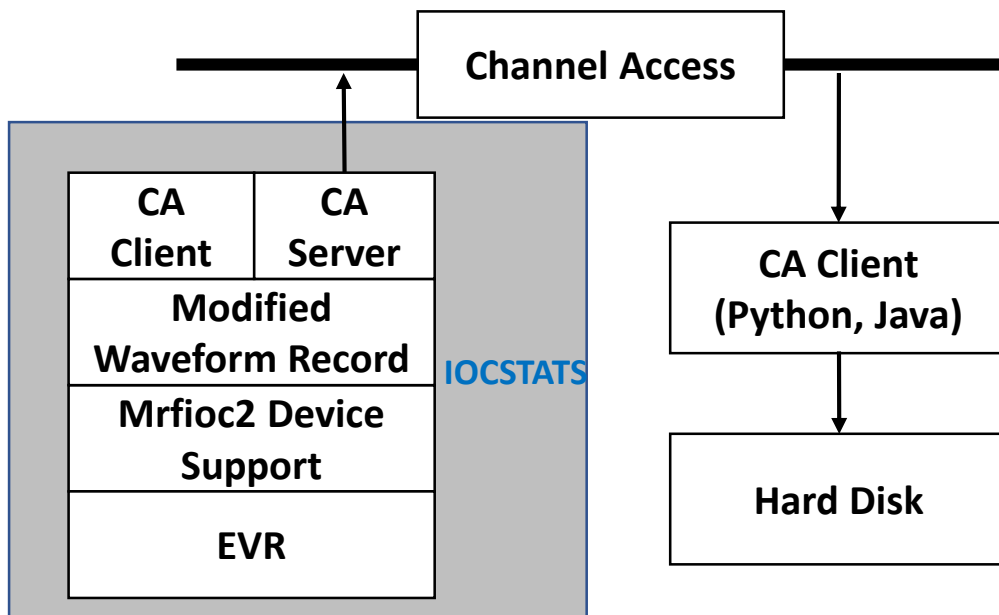 Channel Access
CA
Client
CA
Server
Modified
Waveform Record
Mrfioc2 Device
Support
EVR
IOCSTATS
CA Client
(Python, Java)
Hard Disk